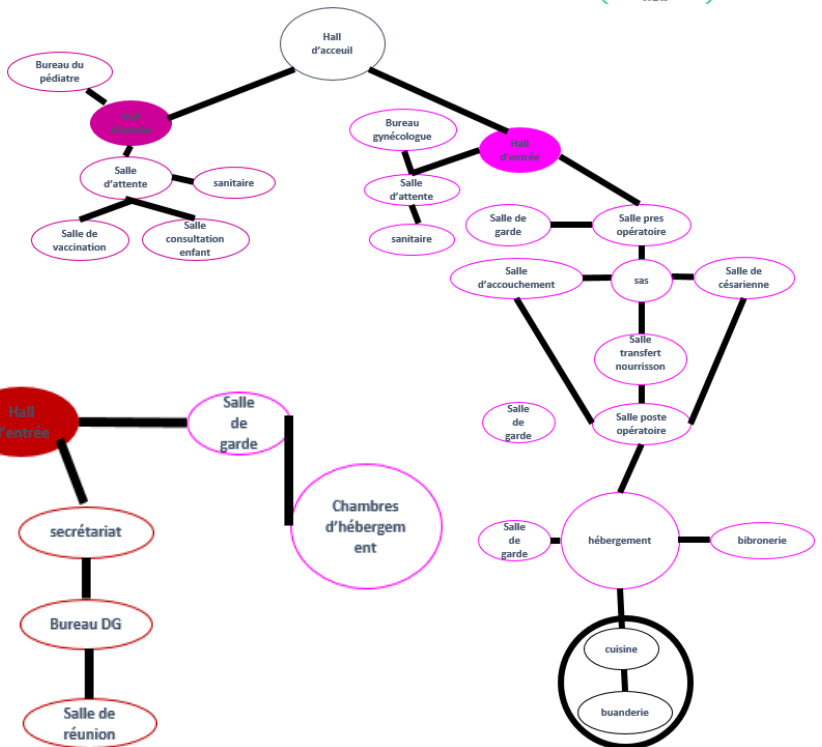 Hall
d'acceuil
Bureau du
pédiatre
Hall
d'entrée
Salle
d'attente
sanitaire
Salle de
vaccination
Salle
consultation
enfant
Bureau
gynécologue
Hall
d'entrée
Salle
d'attente
sanitaire
Salle de
garde
Salle pres
opératoire
Salle
d'accouchement
sas
Salle de
césarienne
Salle
transfert
nourrisson
Salle
de
garde
Salle poste
opératoire
Salle
de
garde
hébergement
bibronerie
cuisine
buanderie
Hall
d'entrée
Salle
de
garde
Chambres
d'hébergem
ent
secrétariat
Bureau DG
Salle de
réunion